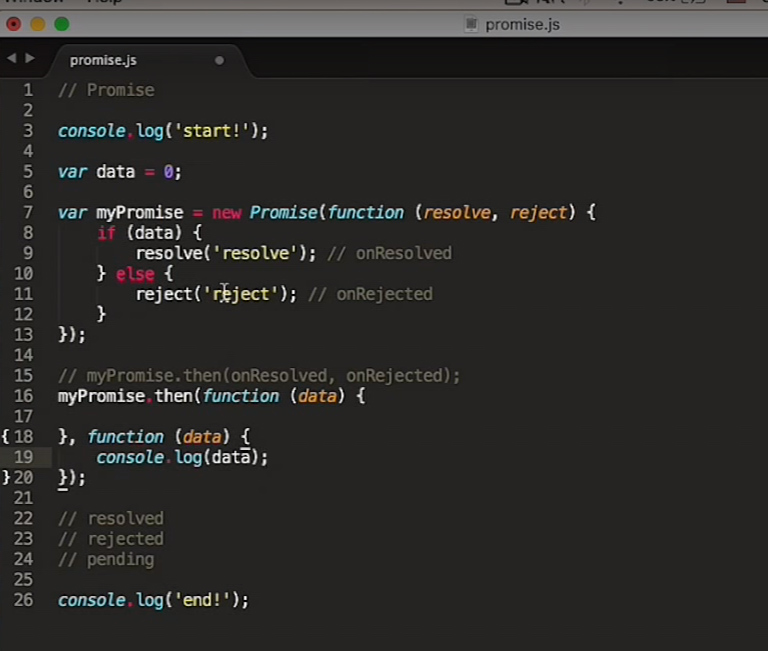 promise.js
promise.js
1 // Promise
2
3 console.log('start!');
4
5 var data = 0;
6
7 var myPromise = new Promise(function (resolve, reject) {
8     if (data) {
9         resolve('resolve'); // onResolved
10     } else {
11         reject('reject'); // onRejected
12     }
13 });
14
15 // myPromise.then(onResolved, onRejected);
16 myPromise.then(function (data) {
17
{ 18 }, function (data) {
19     console.log(data);
} 20 });
21
22 // resolved
23 // rejected
24 // pending
25
26 console.log('end!');